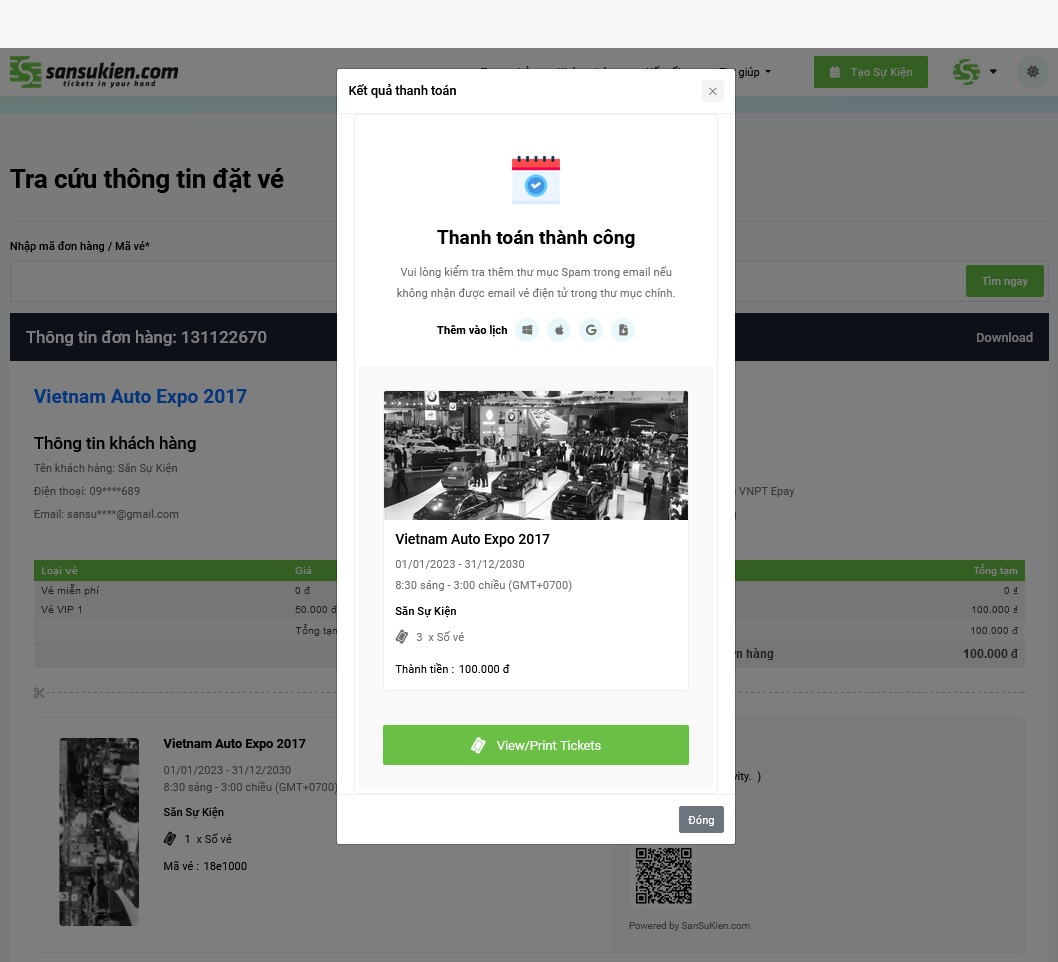 sansukien.com
tickets in your hand
giúp
Tạo Sự Kiện
Kết quả thanh toán
Tra cứu thông tin đặt vé
Nhập mã đơn hàng / Mã vé*
Tìm ngay
Thông tin đơn hàng: 131122670
Download
Thanh toán thành công
Vui lòng kiểm tra thêm thư mục Spam trong email nếu
không nhận được email vé điện tử trong thư mục chính.
Thêm vào lịch
Vietnam Auto Expo 2017
Thông tin khách hàng
Tên khách hàng: Săn Sự Kiện
Điện thoại: 09****689
VNPT Epay
Email: sansu****@gmail.com
Loại vé
Giá
Tổng tạm
Vé miễn phí
0 đ
0 đ
Vé VIP 1
50.000 đ
100.000 đ
Tổng tạm
100.000 đ
hàng
100.000 đ
Vietnam Auto Expo 2017
01/01/2023 - 31/12/2030
8:30 sáng - 3:00 chiều (GMT+0700)
Săn Sự Kiện
3 x Số vé
Thành tiền : 100.000 đ
View/Print Tickets
Đóng
Vietnam Auto Expo 2017
01/01/2023 - 31/12/2030
8:30 sáng - 3:00 chiều (GMT+0700)
Săn Sự Kiện
1 x Số vé
Mã vé : 18e1000
vity. )
Powered by SanSuKien.com